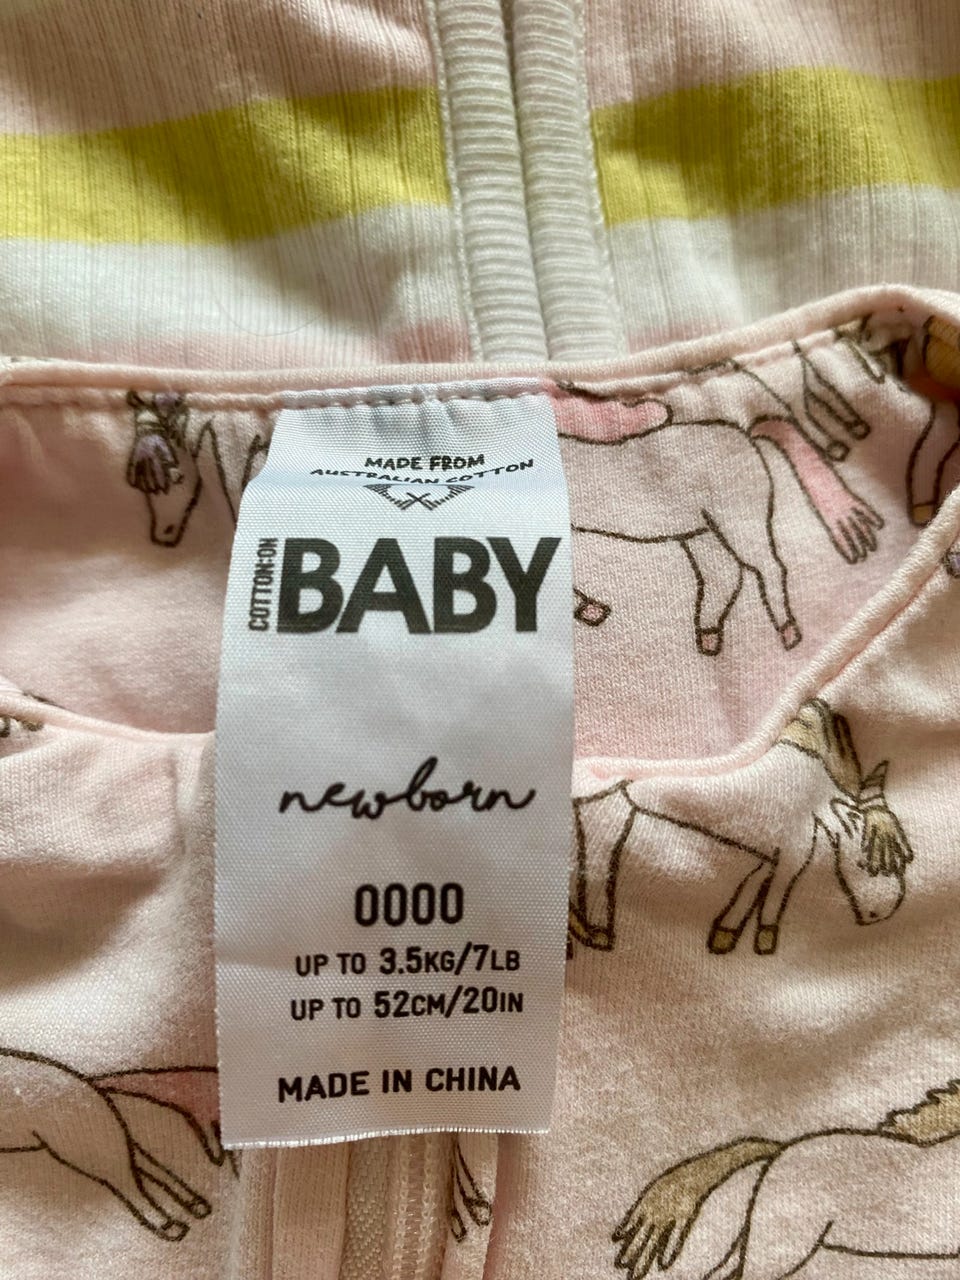 MADE FROM
AUSTRALIAN COTTON
COTTON:ON
BABY
newborn
0000
UP TO 3.5KG/7LB
UP TO 52CM/20IN
MADE IN CHINA